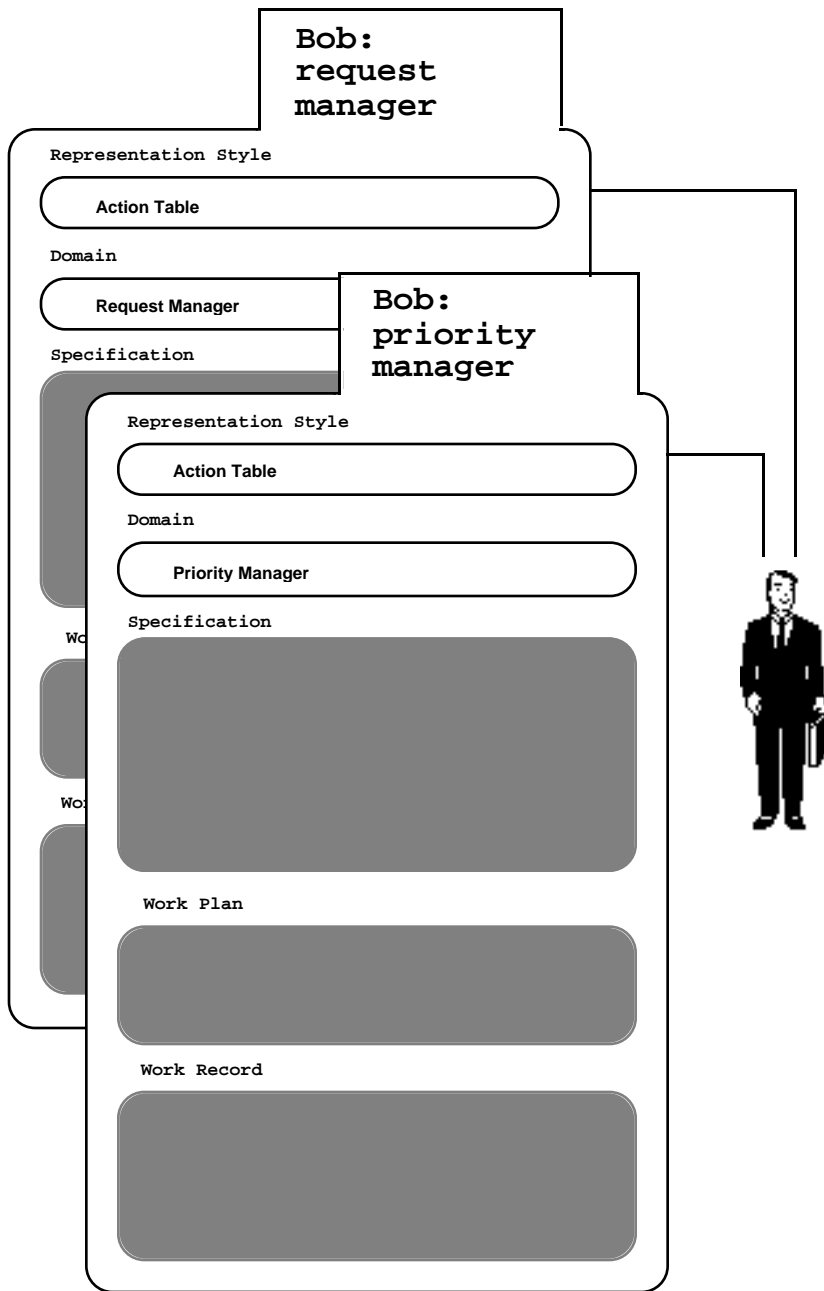 Bob:
request
manager
Representation Style
Action Table
Domain
Request Manager
Specification
Bob:
priority
manager
Representation Style
Action Table
Domain
Priority Manager
Specification
Work Plan
Work Record